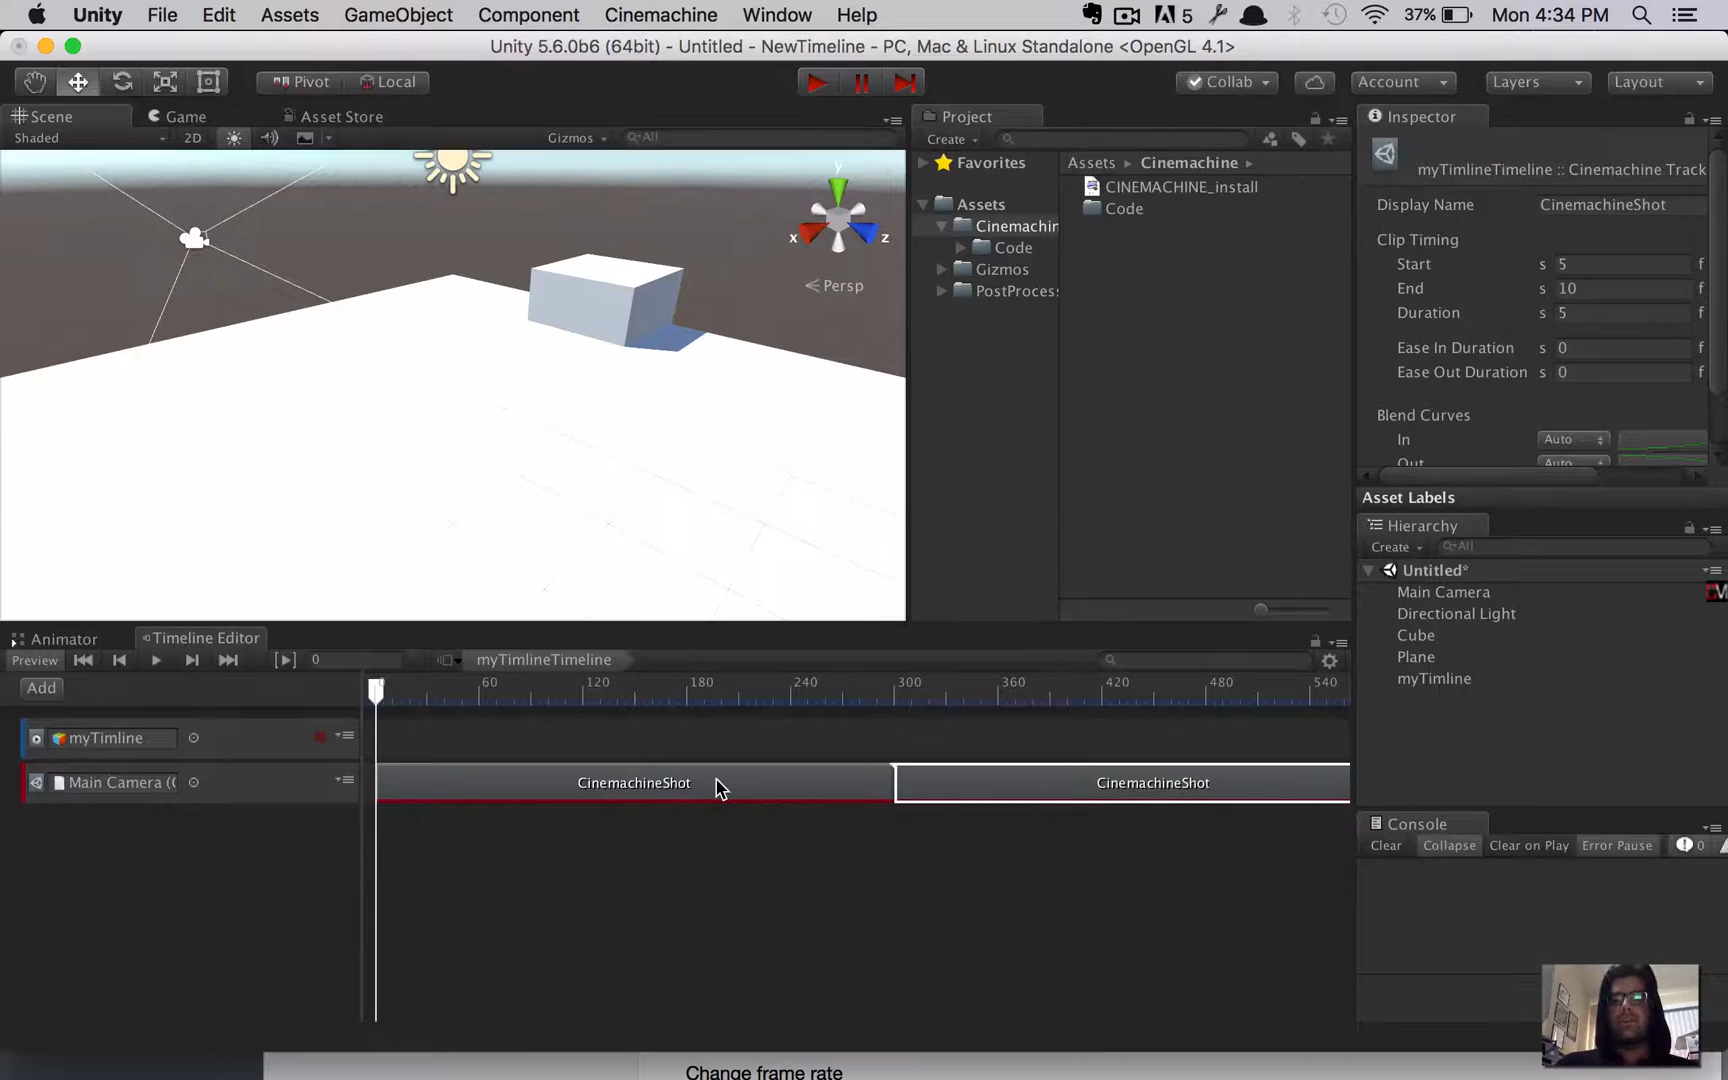 Unity File Edit Assets GameObject Component Cinemachine Window Help 5 37% Mon 4:34 PM
Unity 5.6.0b6 (64bit) - Untitled - NewTimeline - PC, Mac & Linux Standalone <OpenGL 4.1>
Pivot Local Collab Account Layers Layout
Scene Game Asset Store
Shaded 2D Gizmos All
y
x z
Persp
Project
Create
Favorites
Assets
Cinemachin
Code
Gizmos
PostProces
Assets Cinemachine
CINEMACHINE_install
Code
Inspector
myTimlineTimeline :: Cinemachine Track
Display Name CinemachineShot
Clip Timing
Start s 5 f
End s 10 f
Duration s 5 f
Ease In Duration s 0 f
Ease Out Duration s 0 f
Blend Curves
In Auto
Out Auto
Asset Labels
Hierarchy
Create All
Untitled*
Main Camera
Directional Light
Cube
Plane
myTimline
Animator Timeline Editor
Preview 0 myTimlineTimeline
Add 0 60 120 180 240 300 360 420 480 540
myTimline
Main Camera (C CinemachineShot CinemachineShot
Console
Clear Collapse Clear on Play Error Pause 0
Change frame rate